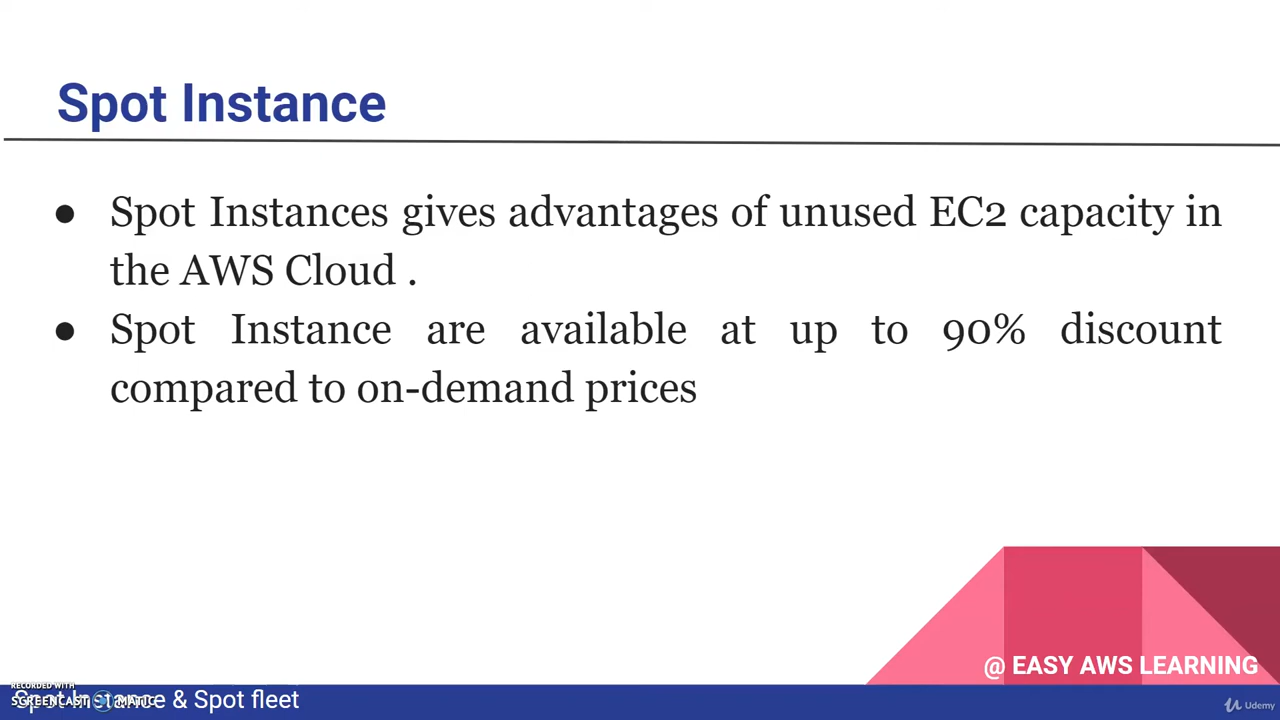 Spot Instance
● Spot Instances gives advantages of unused EC2 capacity in
the AWS Cloud .
● Spot Instance are available at up to 90% discount
compared to on-demand prices
@ EASY AWS LEARNING
RECORDED WITH
SCREENCAST MATIC
Spot Instance & Spot fleet
Udemy